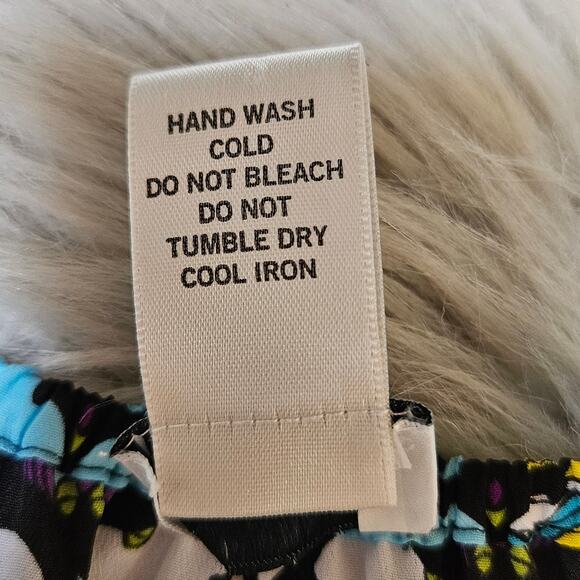 HAND WASH
COLD
DO NOT BLEACH
DO NOT
TUMBLE DRY
COOL IRON